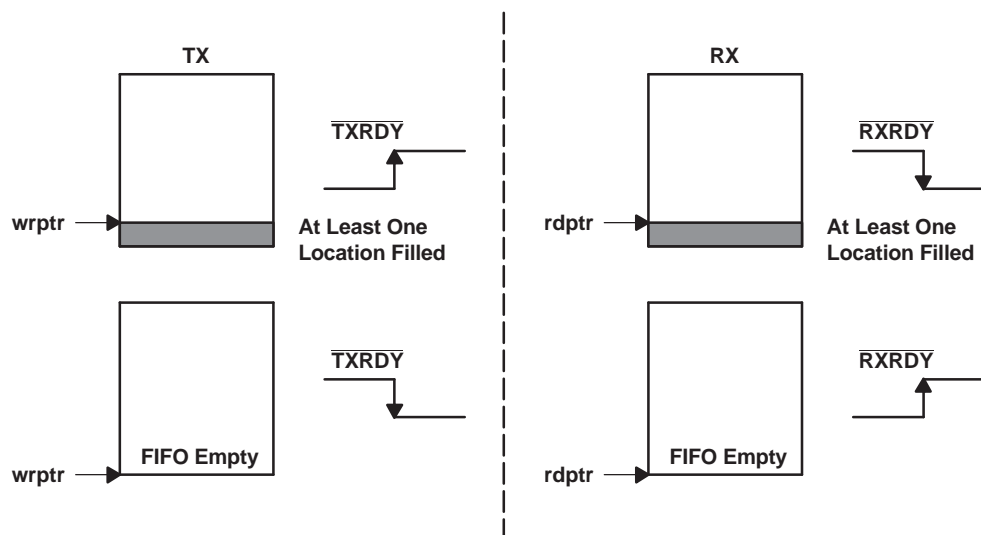 TX
TXRDY
wrptr
At Least One
Location Filled
TXRDY
wrptr
FIFO Empty
RX
RXRDY
rdptr
At Least One
Location Filled
RXRDY
rdptr
FIFO Empty